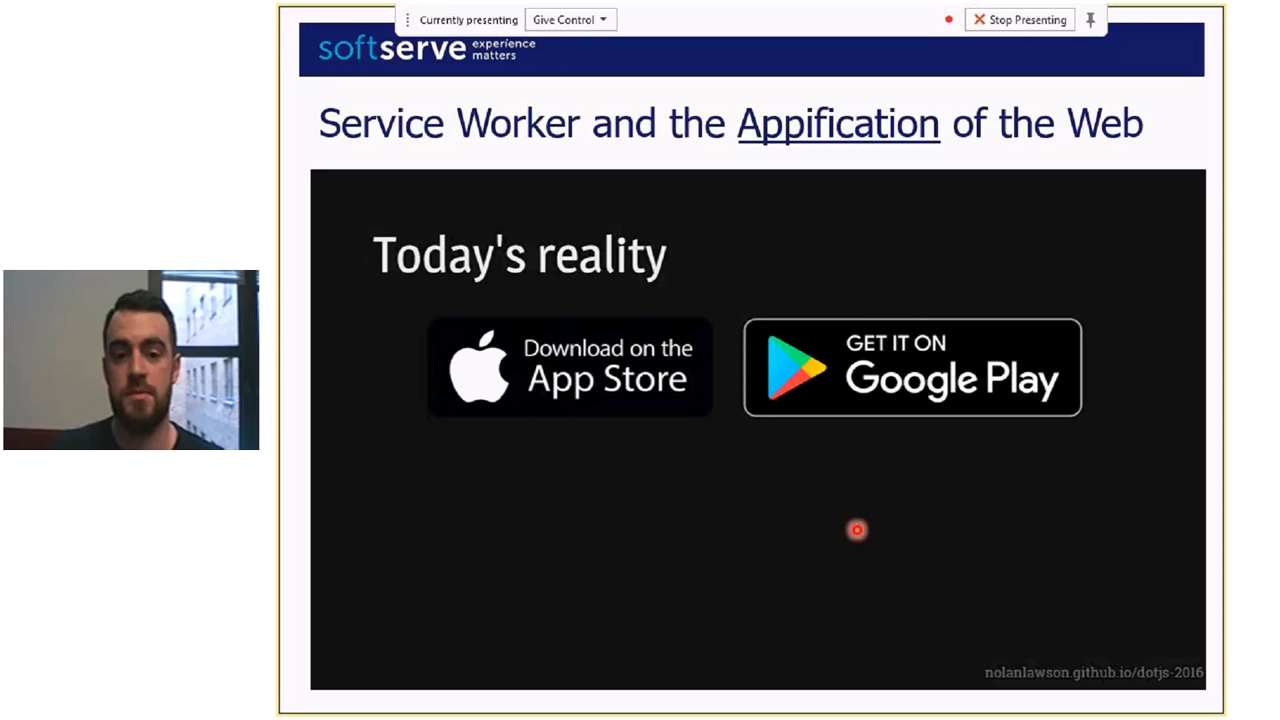 Currently presenting Give Control Stop Presenting
softserve experience matters
Service Worker and the Appification of the Web
Today's reality
Download on the
App Store
GET IT ON
Google Play
nolanlawson.github.io/dotjs-2016